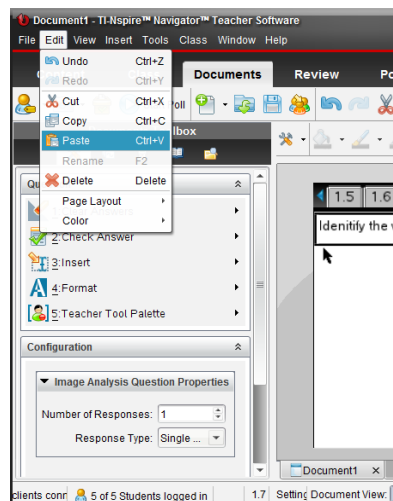 Document1 - TI-Nspire™ Navigator™ Teacher Software
File Edit View Insert Tools Class Window Help
Undo Ctrl+Z
Redo Ctrl+Y
Cut Ctrl+X
Copy Ctrl+C
Paste Ctrl+V
Rename F2
Delete Delete
Page Layout
Color
Documents Review
1.5 1.6
Idenitify the
2:Check Answer
3:Insert
4:Format
5:Teacher Tool Palette
Configuration
Image Analysis Question Properties
Number of Responses: 1
Response Type: Single ...
Document1
5 of 5 Students logged in 1.7 Document View: